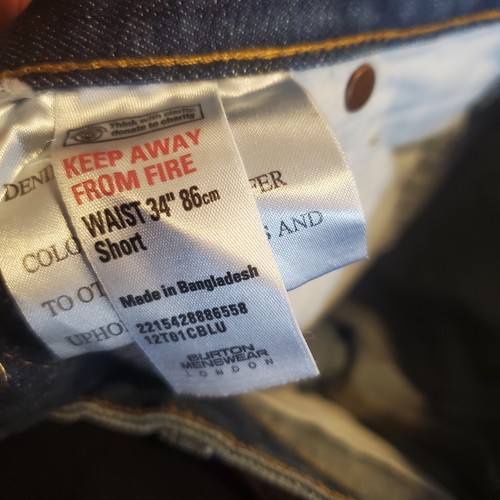 Think with clarity
donate to charity
KEEP AWAY
FROM FIRE
WAIST 34" 86cm
Short
Made in Bangladesh
2215428886558
12T01CBLU
BURTON
MENSWEAR
LONDON
DENI
FER
COLO
S AND
TO OT
UPHO